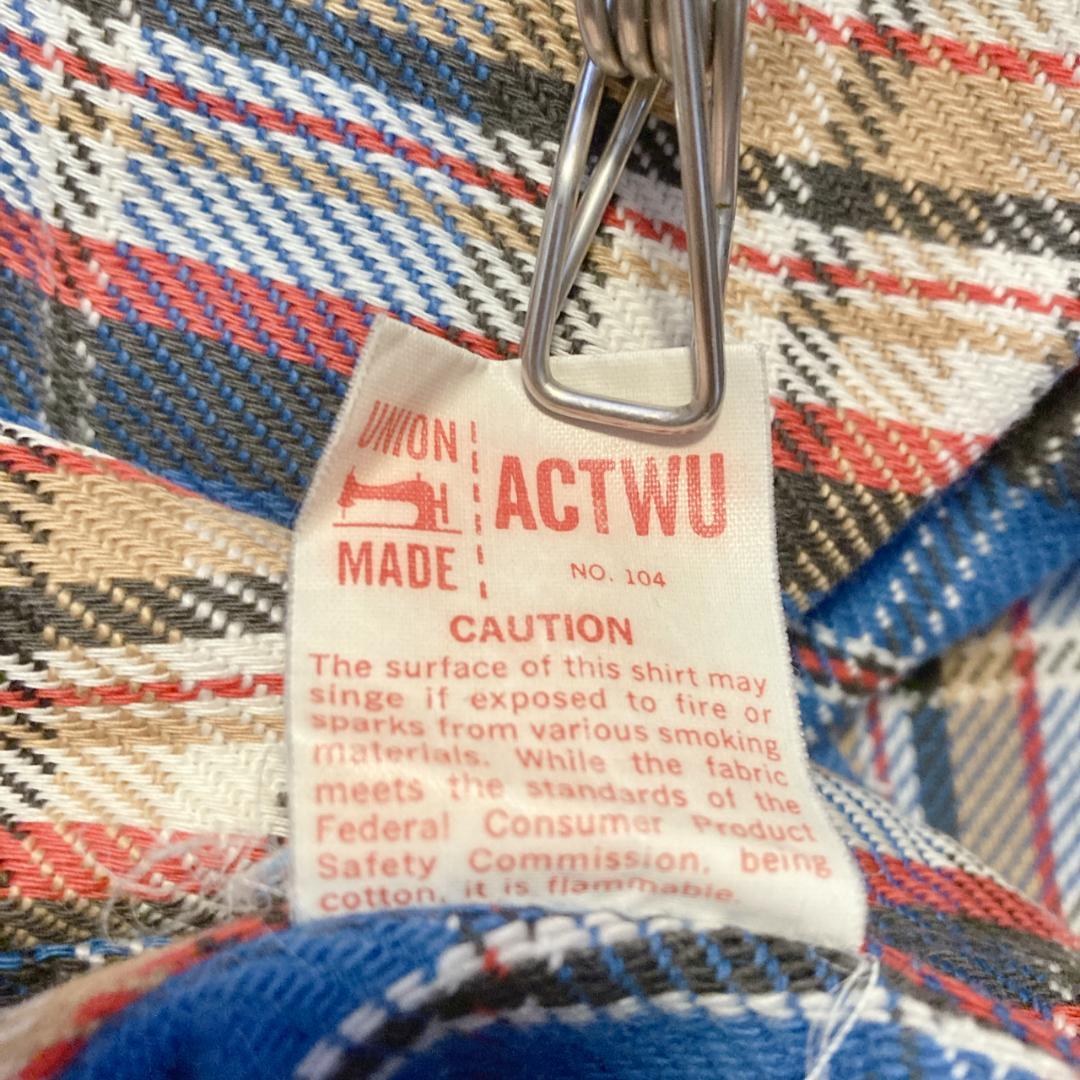 UNION
MADE
ACTWU
NO. 104
CAUTION
The surface of this shirt may
singe if exposed to fire or
sparks from various smoking
materials. While the fabric
meets the standards of the
Federal Consumer Product
Safety Commission, being
cotton, it is flammable.